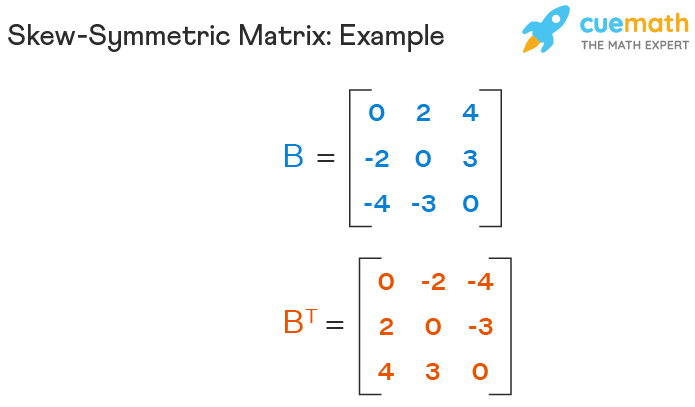 Skew-Symmetric Matrix: Example
cuemath
THE MATH EXPERT
0 2 4
B = -2 0 3
-4 -3 0
0 -2 -4
Bᵀ = 2 0 -3
4 3 0